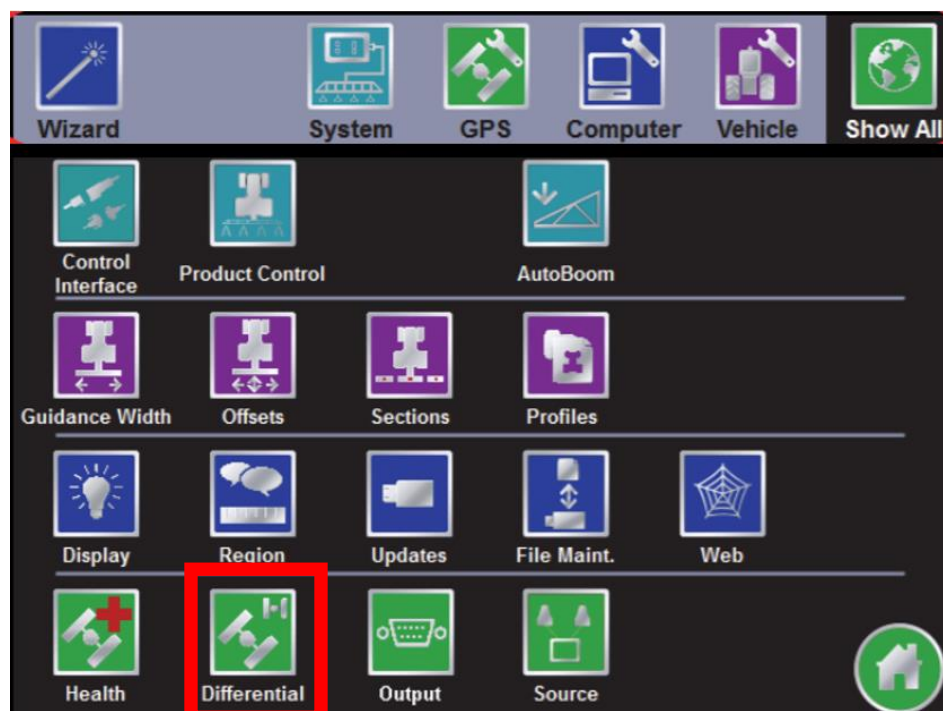 Wizard System GPS Computer Vehicle Show All
Control
Interface
Product Control AutoBoom
Guidance Width Offsets Sections Profiles
Display Region Updates File Maint. Web
Health Differential Output Source